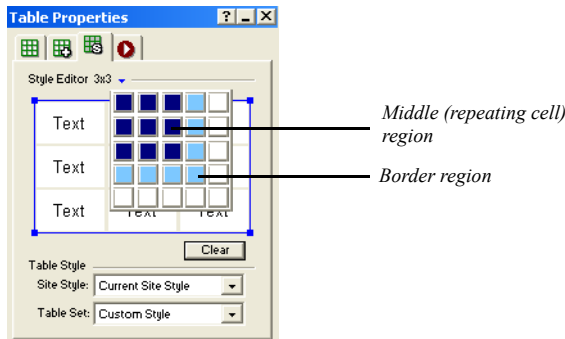 Table Properties
S
Style Editor 3x3
Text
Text
Text Text Text
Clear
Table Style
Site Style: Current Site Style
Table Set: Custom Style
Middle (repeating cell)
region
Border region